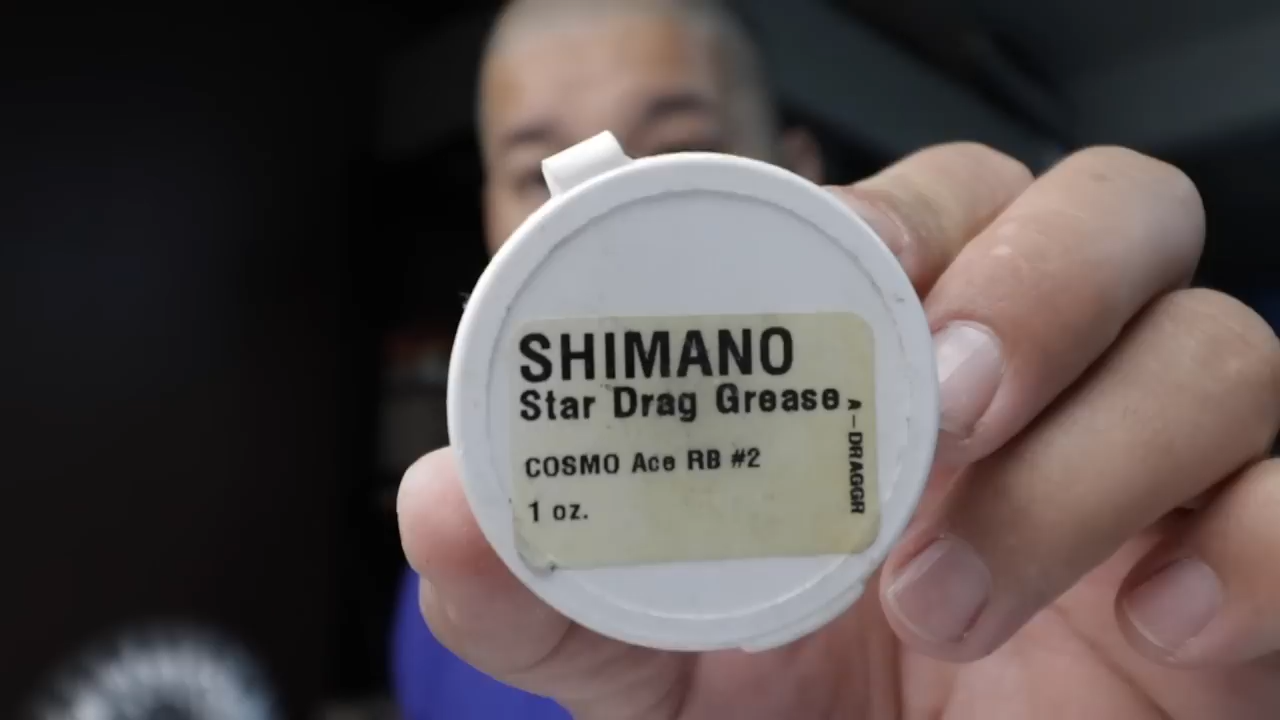 SHIMANO
Star Drag Grease
COSMO Ace RB #2
1 oz.
A-DRAGGR